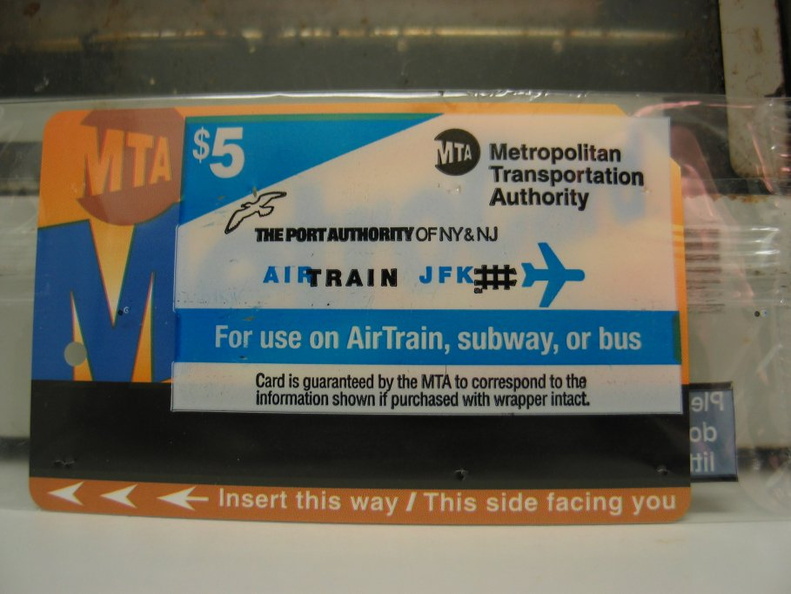 MTA
$5
MTA Metropolitan
Transportation
Authority
THE PORT AUTHORITY OF NY & NJ
AIRTRAIN JFK
For use on AirTrain, subway, or bus
Card is guaranteed by the MTA to correspond to the
information shown if purchased with wrapper intact.
Insert this way / This side facing you